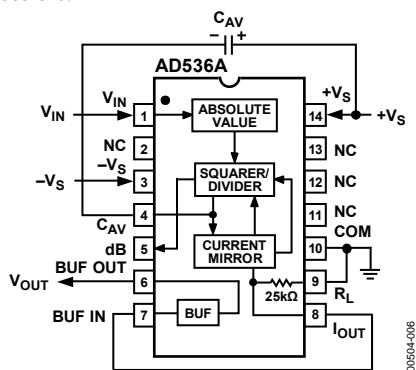 C_AV
– +
AD536A
V_IN
V_IN
1
ABSOLUTE
VALUE
14
+V_S
+V_S
NC
2
13
NC
–V_S
–V_S
3
SQUARER/
DIVIDER
12
NC
C_AV
4
11
NC
dB
5
CURRENT
MIRROR
10
COM
BUF OUT
V_OUT
6
25kΩ
9
R_L
BUF IN
7
BUF
8
I_OUT
00504-006